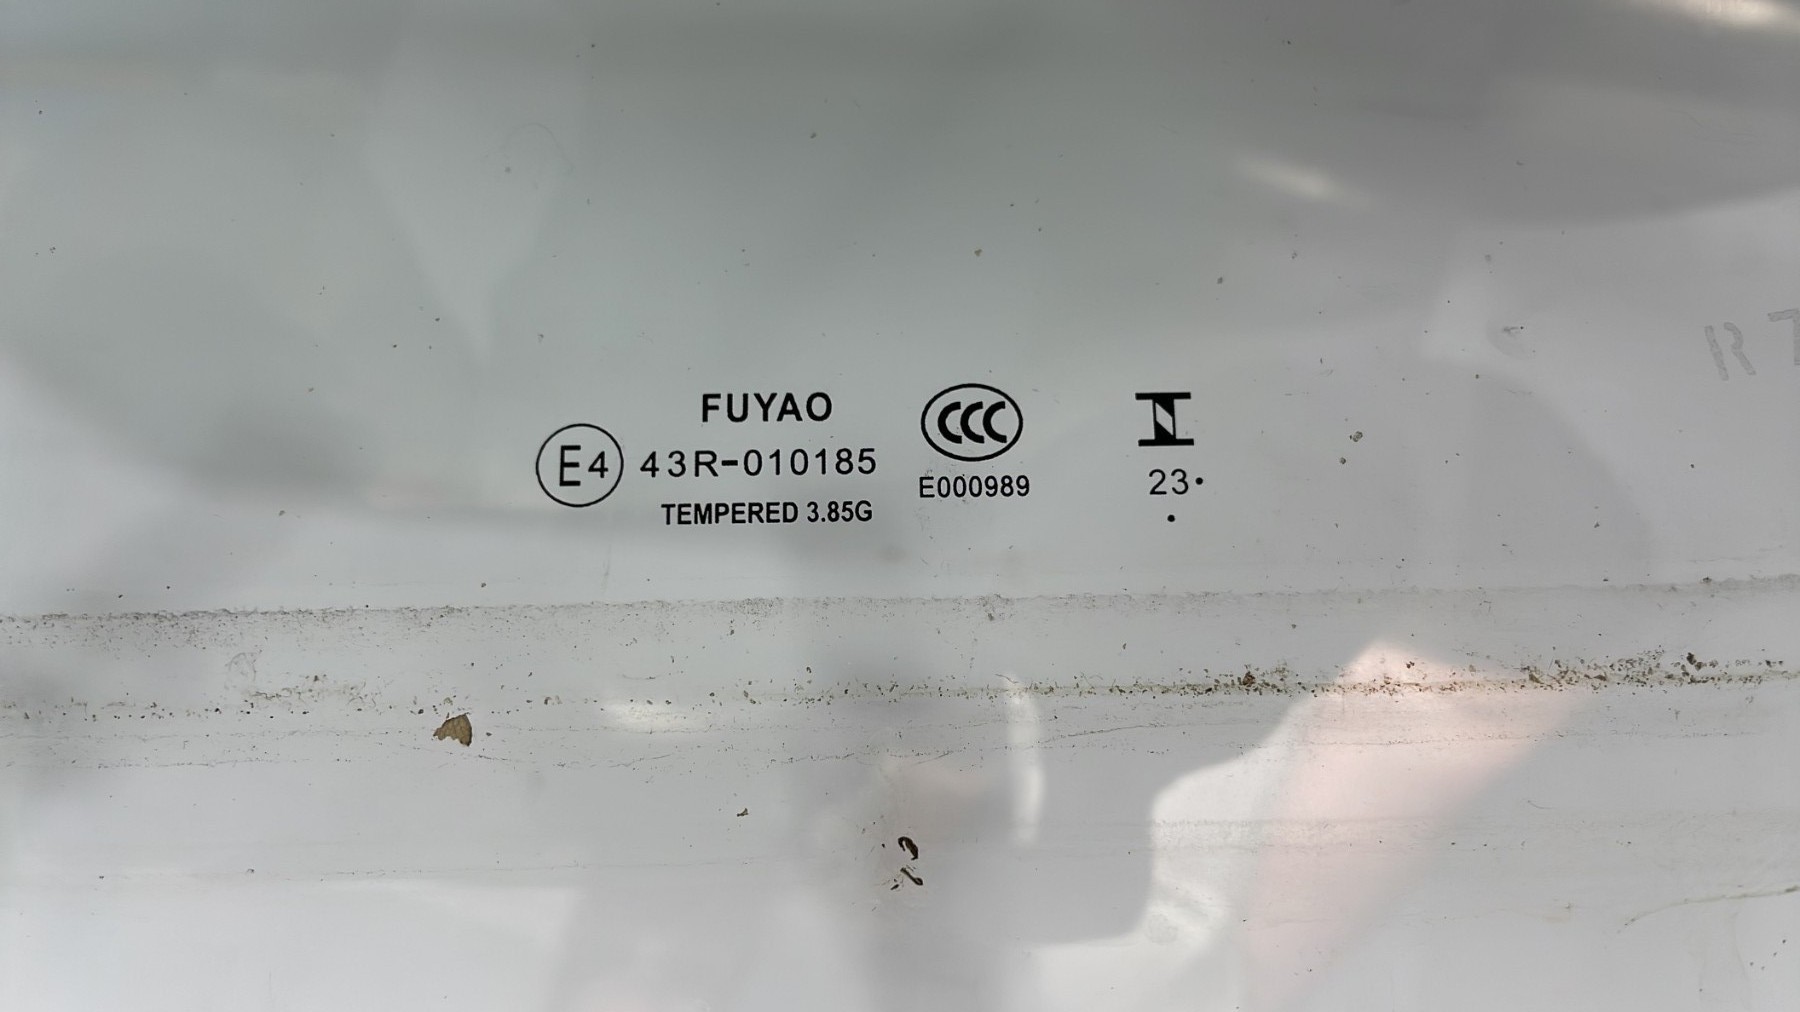 FUYAO
E4 43R-010185
TEMPERED 3.85G
CCC
E000989
23•
•